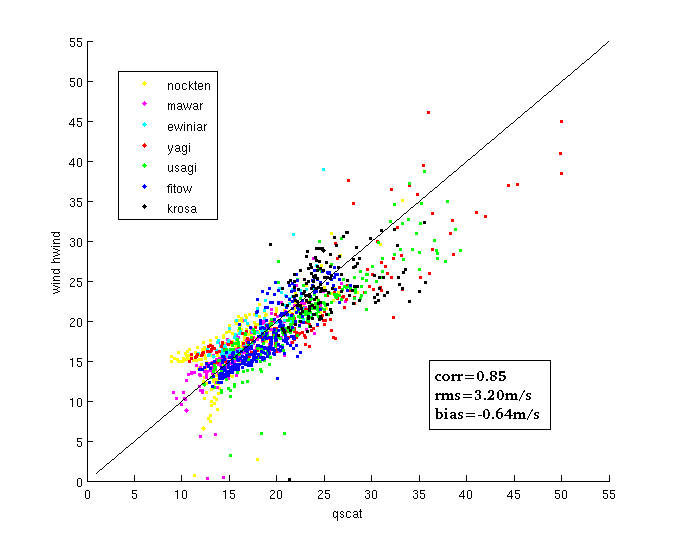 55
50
45
40
35
30
25
20
15
10
5
0
wind hwind
nockten
mawar
ewiniar
yagi
usagi
fitow
krosa
corr=0.85
rms=3.20m/s
bias=-0.64m/s
0 5 10 15 20 25 30 35 40 45 50 55
qscat